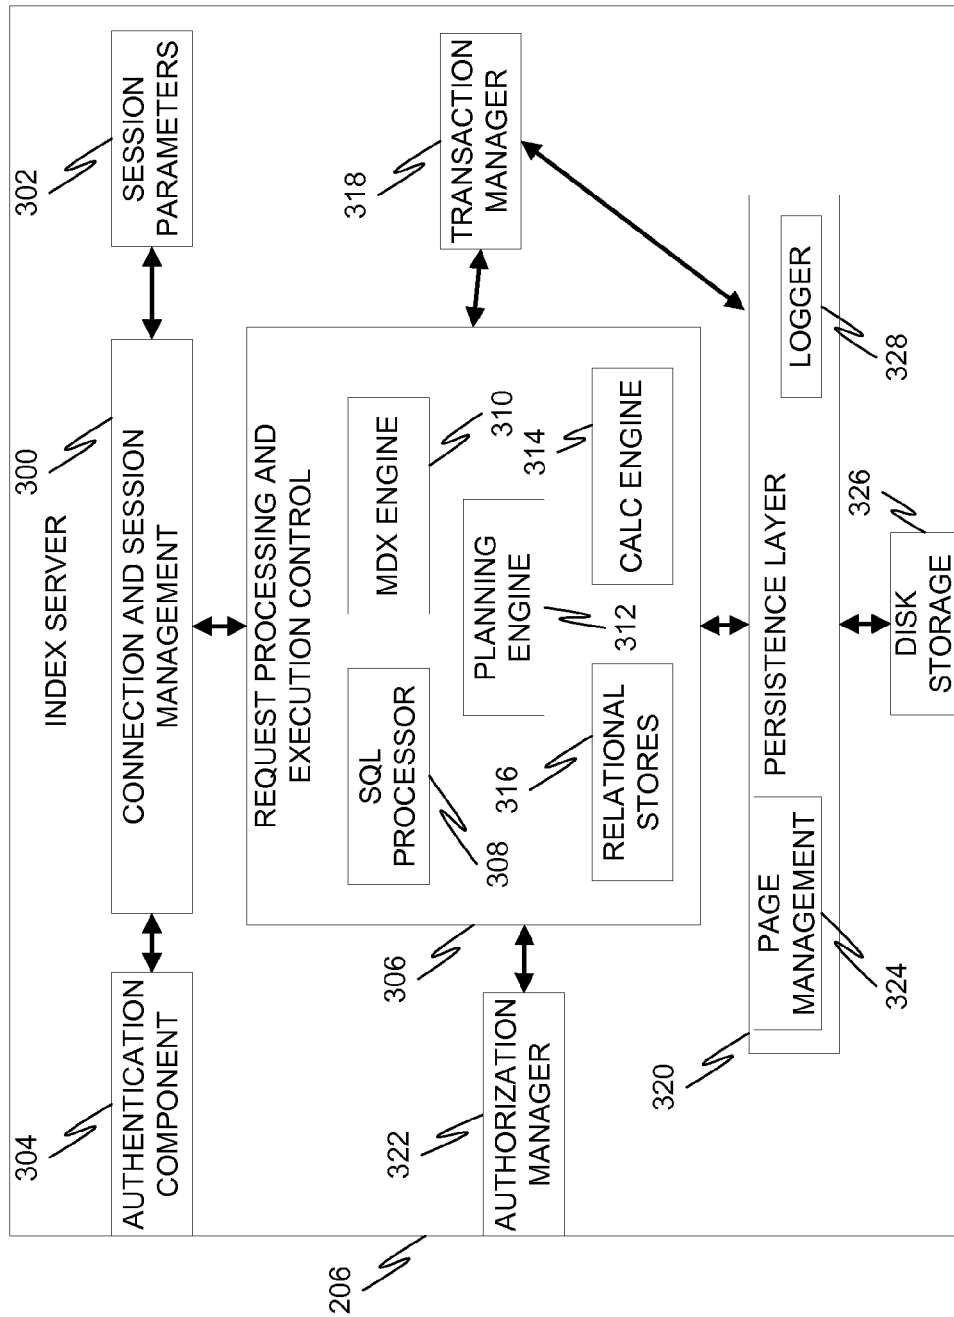 INDEX SERVER
304
300
302
AUTHENTICATION
COMPONENT
CONNECTION AND SESSION
MANAGEMENT
SESSION
PARAMETERS
206
306
REQUEST PROCESSING AND
EXECUTION CONTROL
318
TRANSACTION
MANAGER
322
AUTHORIZATION
MANAGER
SQL
PROCESSOR
308
MDX ENGINE
310
PLANNING
ENGINE
312
316
RELATIONAL
STORES
314
CALC ENGINE
320
PAGE
MANAGEMENT
324
PERSISTENCE LAYER
LOGGER
328
326
DISK
STORAGE